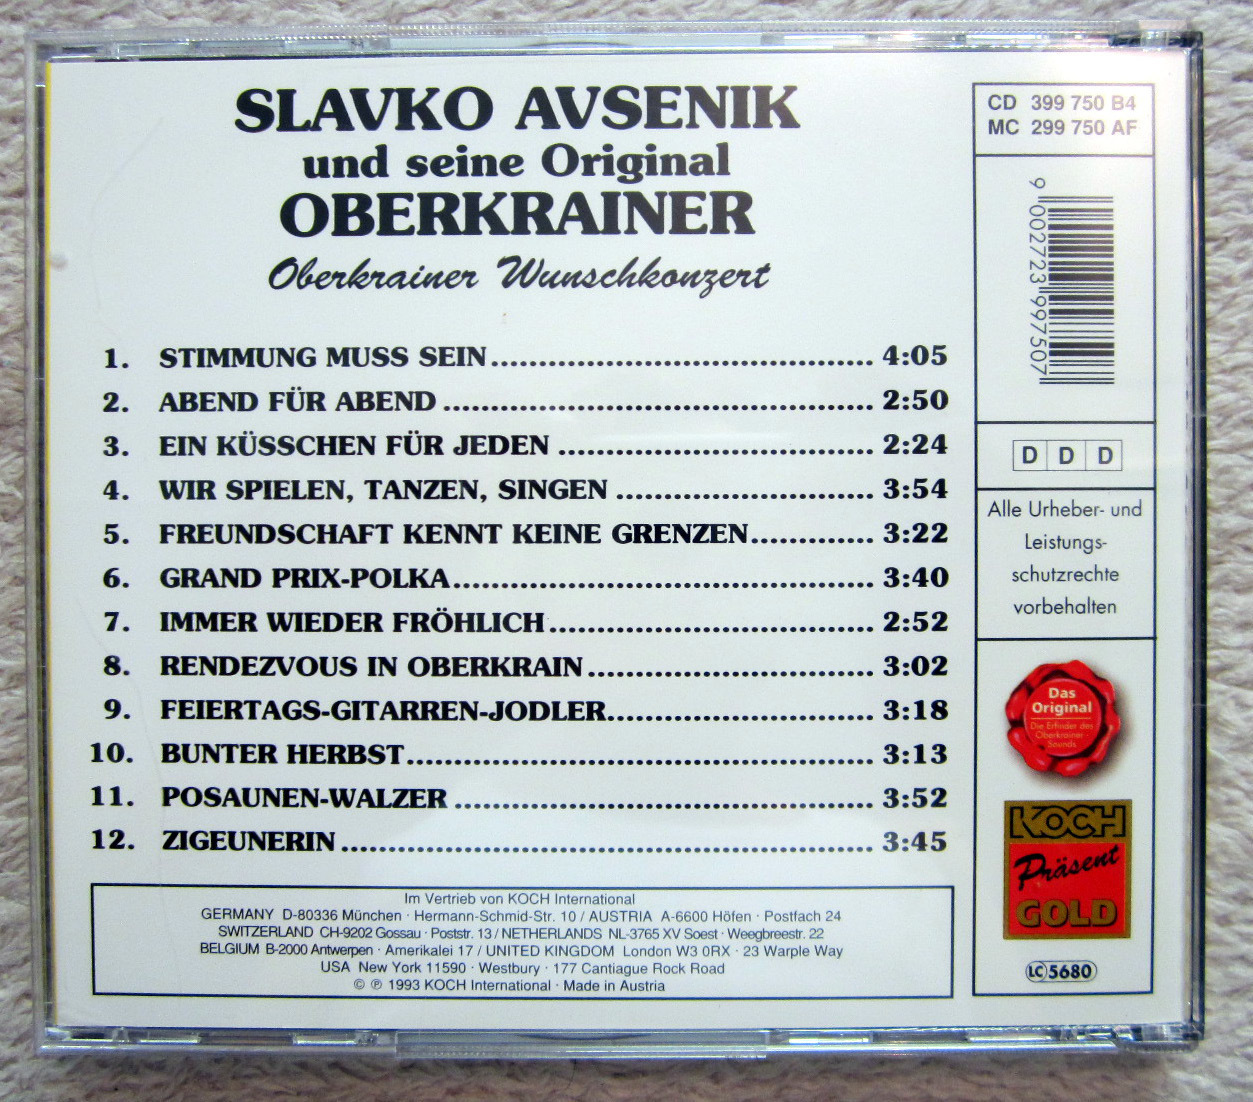 SLAVKO AVSENIK
und seine Original
OBERKRAINER
Oberkrainer Wunschkonzert
1. STIMMUNG MUSS SEIN 4:05
2. ABEND FÜR ABEND 2:50
3. EIN KÜSSCHEN FÜR JEDEN 2:24
4. WIR SPIELEN, TANZEN, SINGEN 3:54
5. FREUNDSCHAFT KENNT KEINE GRENZEN 3:22
6. GRAND PRIX-POLKA 3:40
7. IMMER WIEDER FRÖHLICH 2:52
8. RENDEZVOUS IN OBERKRAIN 3:02
9. FEIERTAGS-GITARREN-JODLER 3:18
10. BUNTER HERBST 3:13
11. POSAUNEN-WALZER 3:52
12. ZIGEUNERIN 3:45
Im Vertrieb von KOCH International
GERMANY D-80336 München · Hermann-Schmid-Str. 10 / AUSTRIA A-6600 Höfen · Postfach 24
SWITZERLAND CH-9202 Gossau · Poststr. 13 / NETHERLANDS NL-3765 XV Soest · Weegbreestr. 22
BELGIUM B-2000 Antwerpen · Amerikalei 17 / UNITED KINGDOM London W3 0RX · 23 Warple Way
USA New York 11590 · Westbury · 177 Cantiague Rock Road
© ℗ 1993 KOCH International · Made in Austria
CD 399 750 B4
MC 299 750 AF
9 002723 997507
D D D
Alle Urheber- und
Leistungs-
schutzrechte
vorbehalten
Das
Original
Die Erfinder des
Oberkrainer-
Sounds
KOCH
Präsent
GOLD
LC 5680